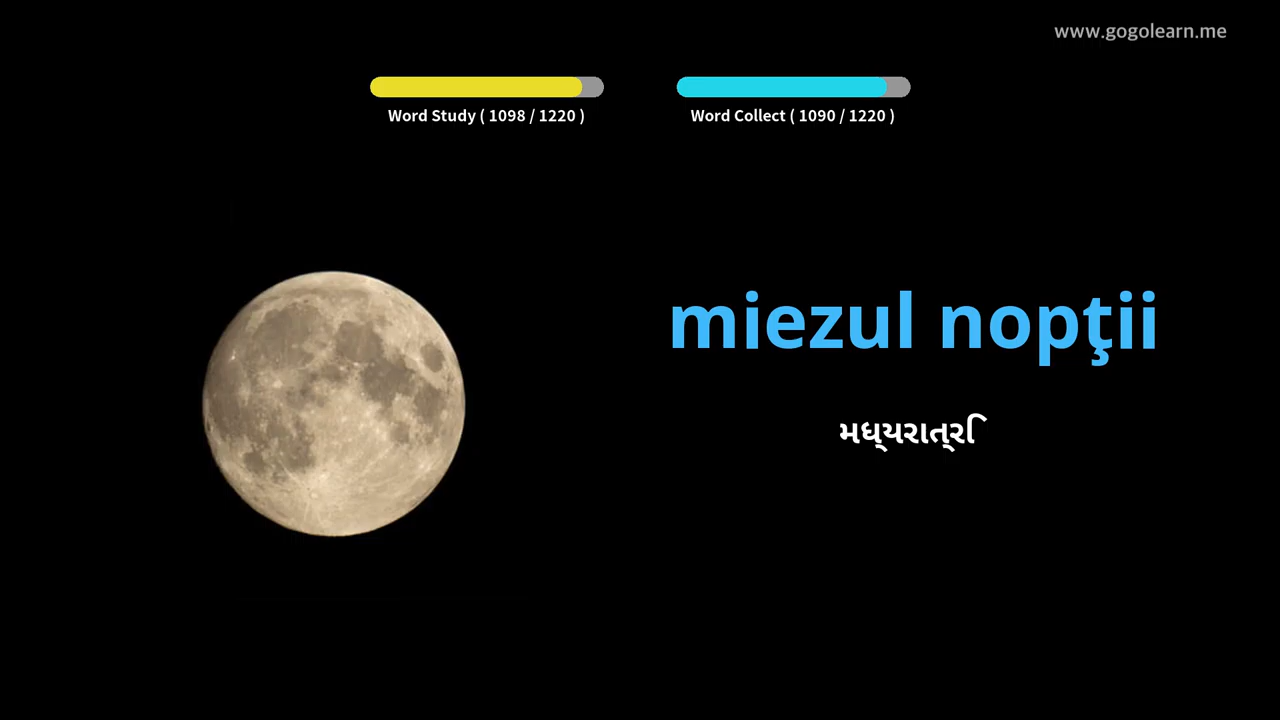 www.gogolearn.me
Word Study ( 1098 / 1220 )
Word Collect ( 1090 / 1220 )
miezul nopţii
મધ્યરાત્રિ